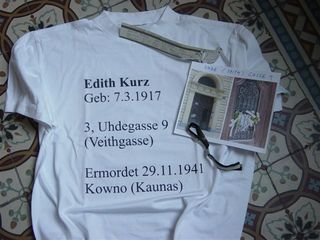 Edith Kurz
Geb: 7.3.1917
3, Uhdegasse 9
(Veithgasse)
Ermordet 29.11.1941
Kowno (Kaunas)